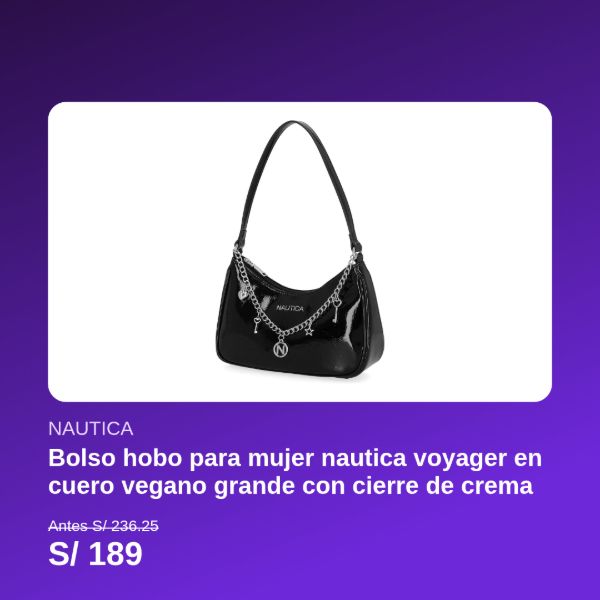 NAUTICA
N
NAUTICA
Bolso hobo para mujer nautica voyager en
cuero vegano grande con cierre de crema
Antes S/ 236.25
S/ 189